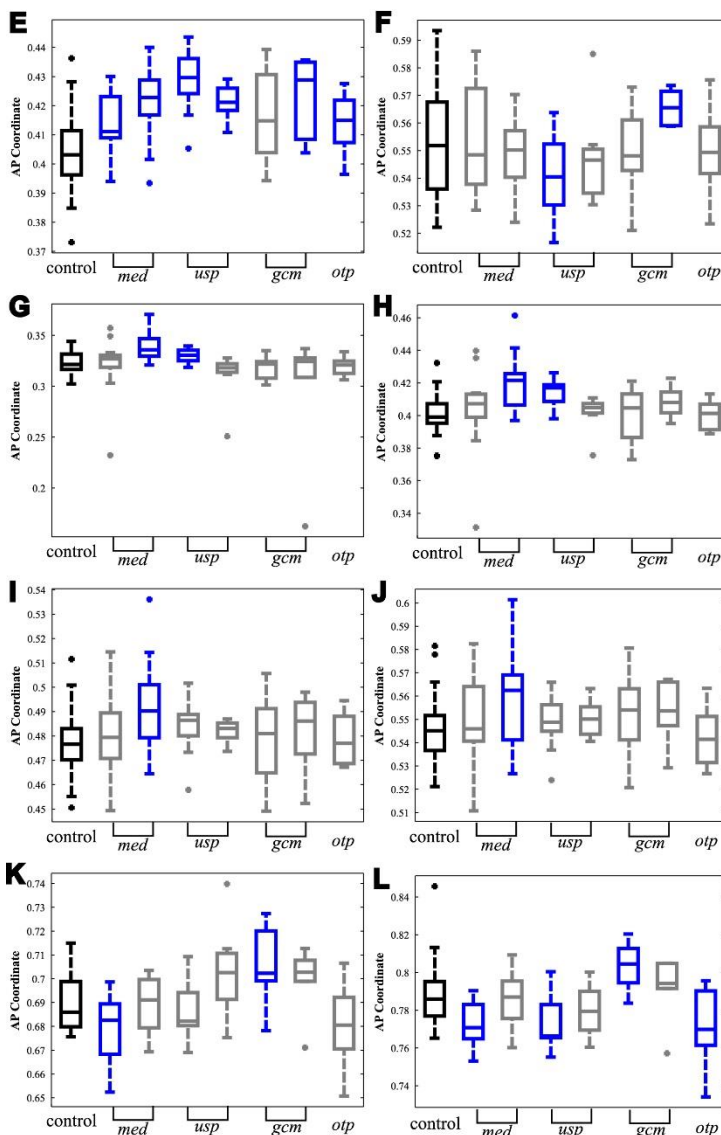 E
AP Coordinate
0.44
0.43
0.42
0.41
0.4
0.39
0.38
0.37
control
med
usp
gcm
otp
F
AP Coordinate
0.59
0.58
0.57
0.56
0.55
0.54
0.53
0.52
med
usp
gcm
otp
G
AP Coordinate
0.35
0.3
0.25
0.2
control
med
usp
gcm
otp
H
AP Coordinate
0.46
0.44
0.42
0.4
0.38
0.36
0.34
control
med
usp
gcm
otp
I
AP Coordinate
0.54
0.53
0.52
0.51
0.5
0.49
0.48
0.47
0.46
0.45
control
med
usp
gcm
otp
J
AP Coordinate
0.6
0.59
0.58
0.57
0.56
0.55
0.54
0.53
0.52
0.51
control
med
usp
gcm
otp
K
AP Coordinate
0.74
0.73
0.72
0.71
0.7
0.69
0.68
0.67
0.66
0.65
control
med
usp
gcm
otp
L
AP Coordinate
0.84
0.82
0.8
0.78
0.76
0.74
control
med
usp
gcm
otp